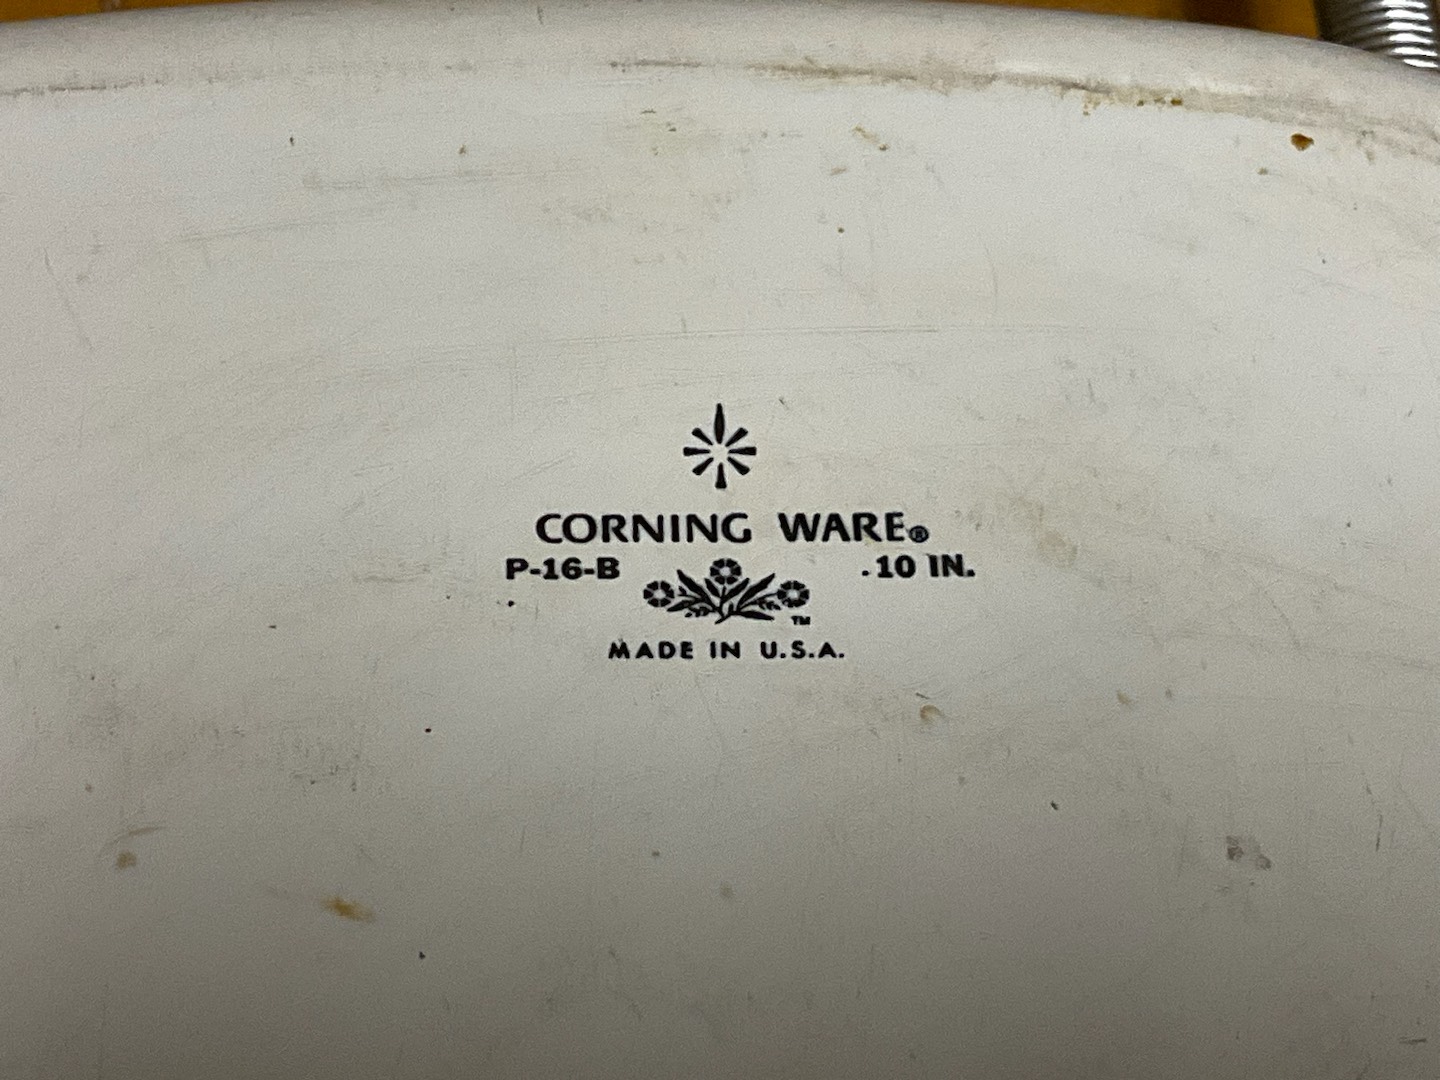 CORNING WARE®
P-16-B .10 IN.
TM
MADE IN U.S.A.